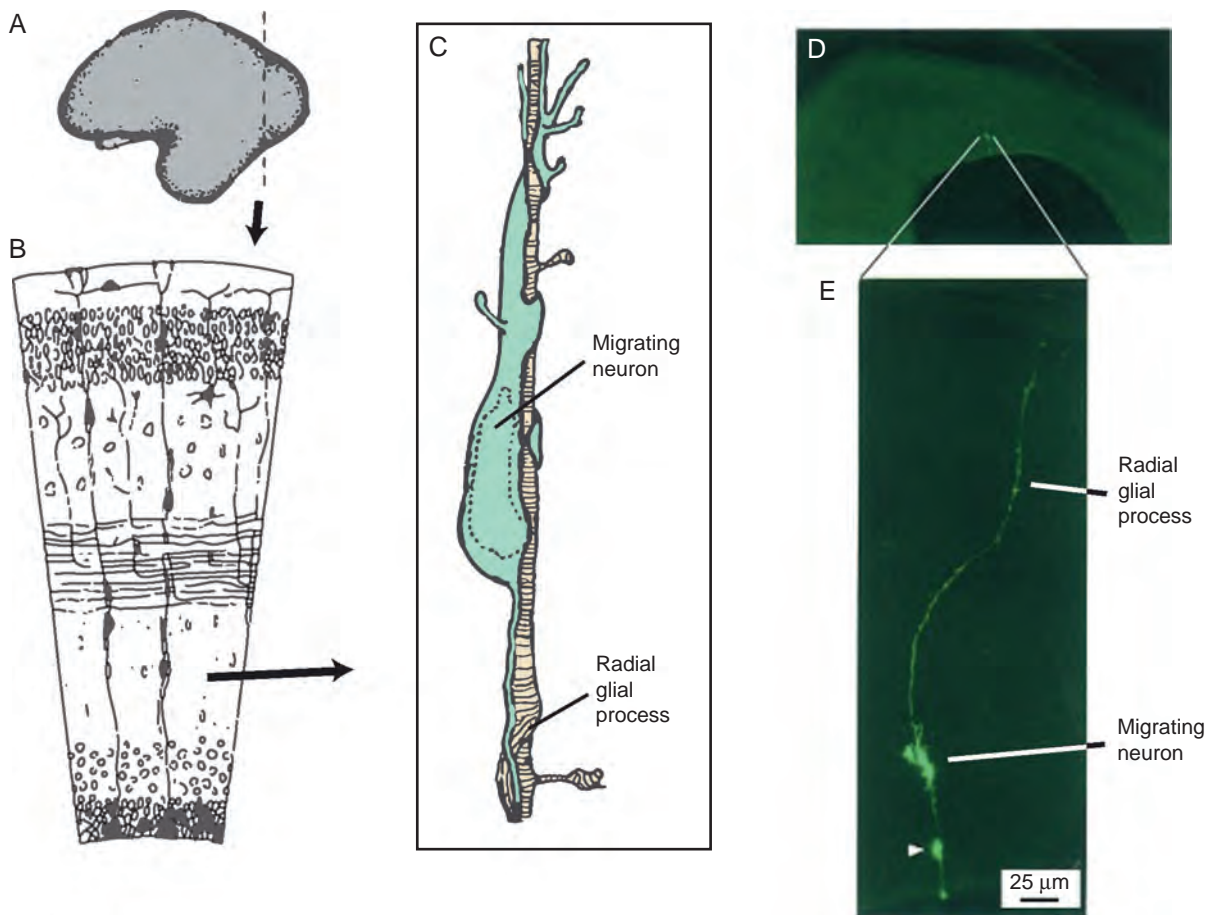 A
B
C
Migrating
neuron
Radial
glial
process
D
E
Radial
glial
process
Migrating
neuron
25 μm